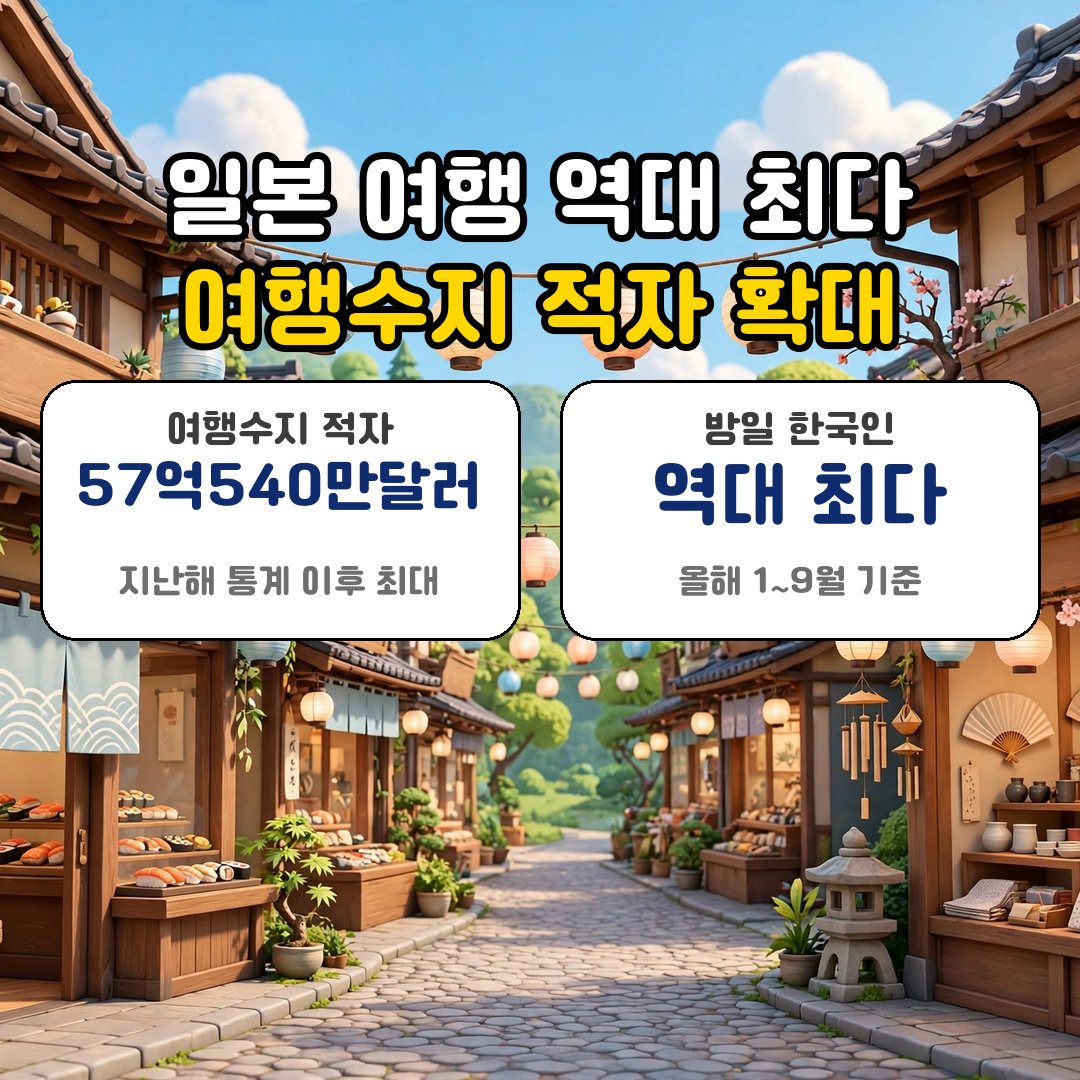 일본 여행 역대 최다
여행수지 적자 확대
여행수지 적자
57억540만달러
지난해 통계 이후 최대
방일 한국인
역대 최다
올해 1~9월 기준